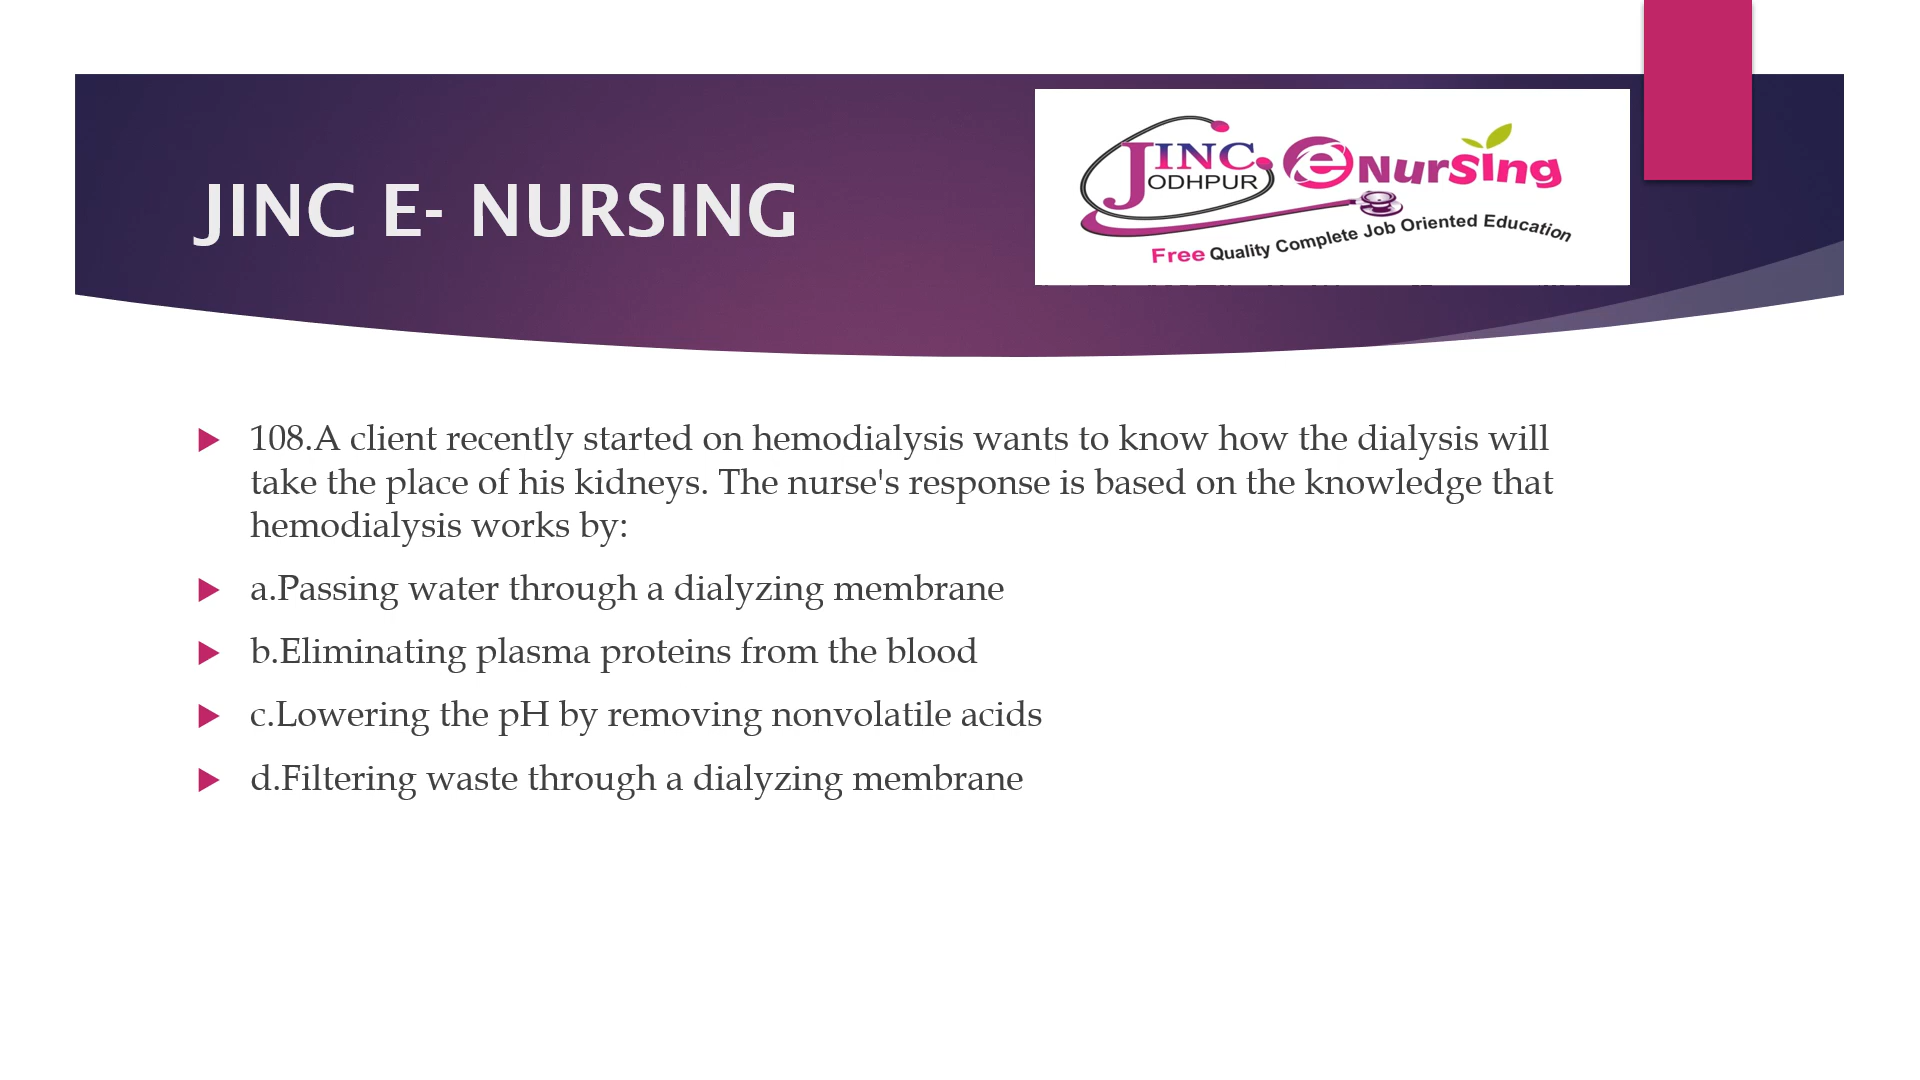 JINC E- NURSING
JINC
ODHPUR
e NurSIng
Free Quality Complete Job Oriented Education
108.A client recently started on hemodialysis wants to know how the dialysis will
take the place of his kidneys. The nurse's response is based on the knowledge that
hemodialysis works by:
a.Passing water through a dialyzing membrane
b.Eliminating plasma proteins from the blood
c.Lowering the pH by removing nonvolatile acids
d.Filtering waste through a dialyzing membrane